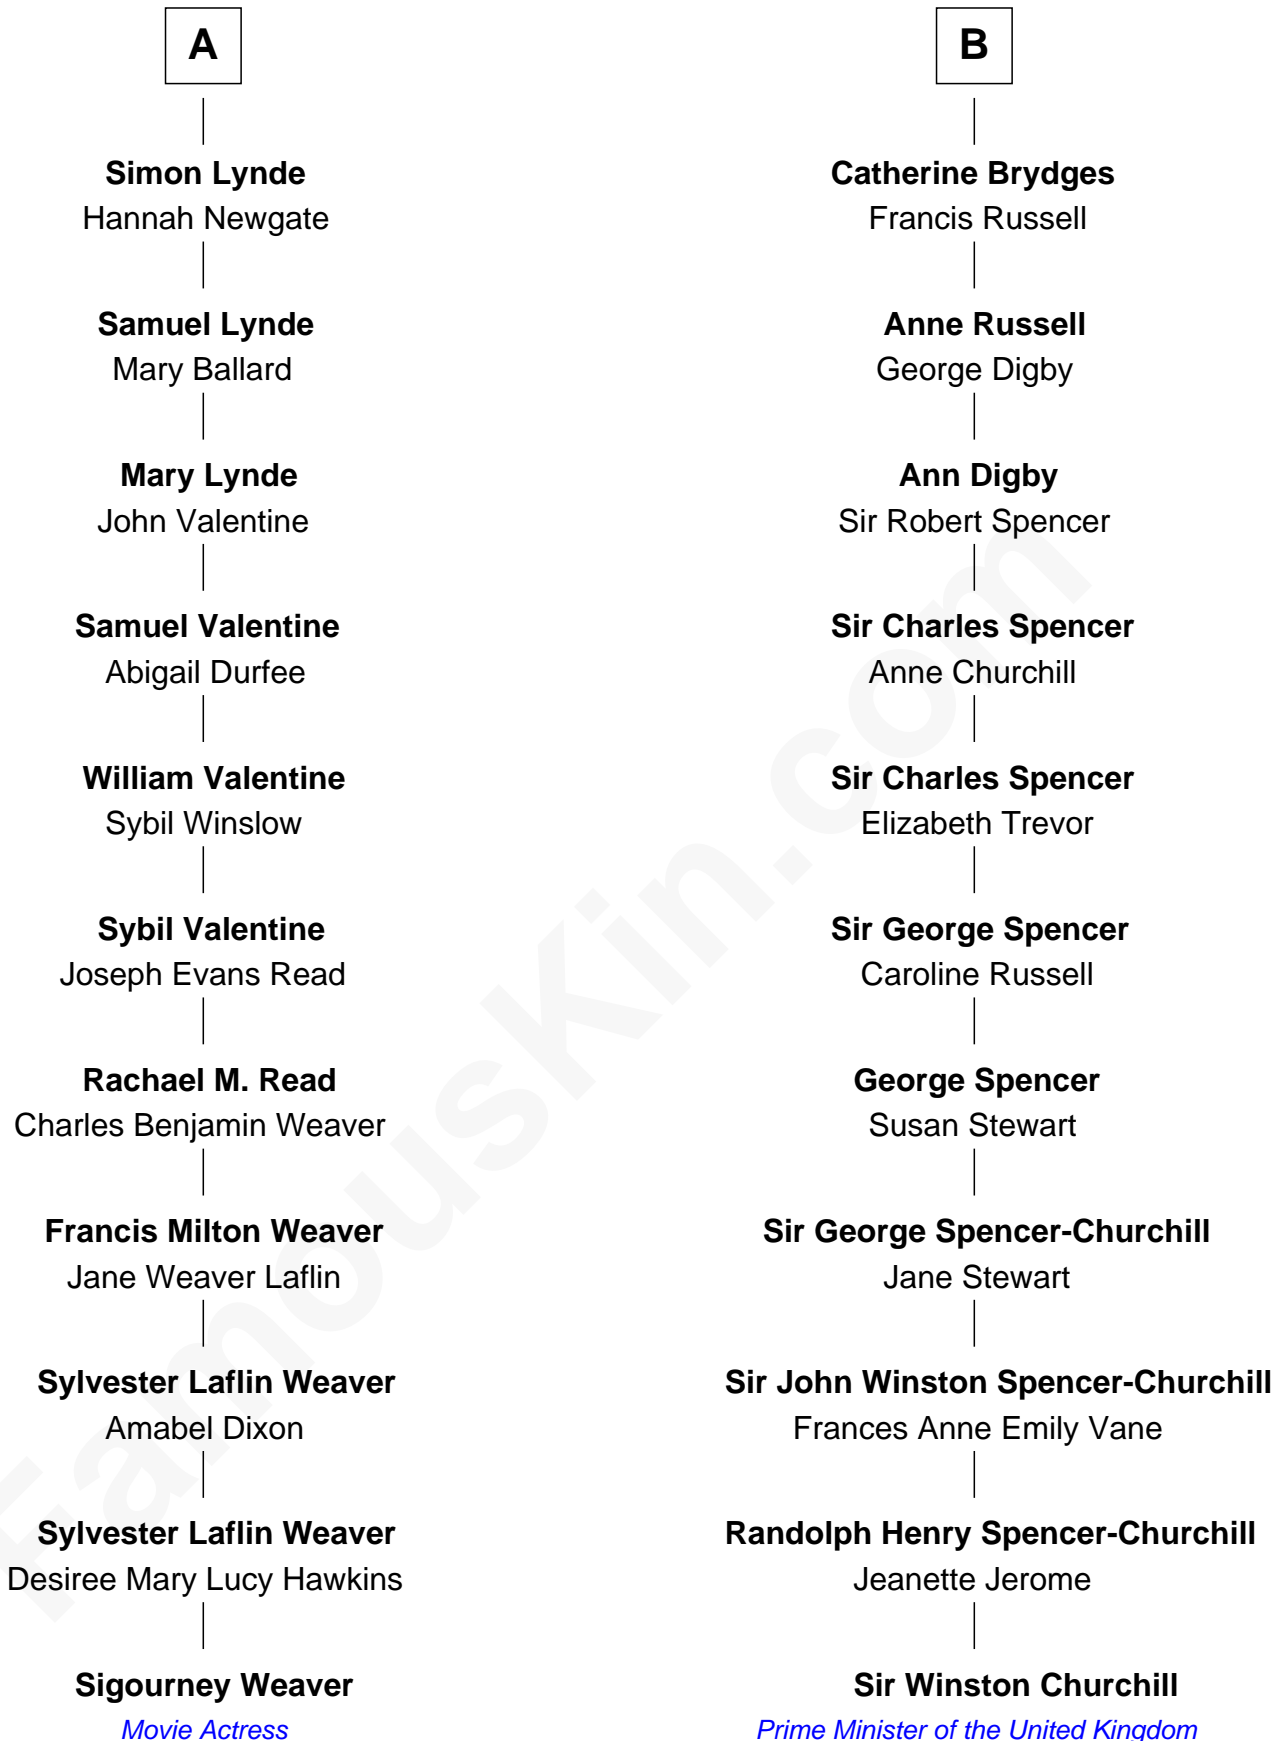 A
Simon Lynde
Hannah Newgate
Samuel Lynde
Mary Ballard
Mary Lynde
John Valentine
Samuel Valentine
Abigail Durfee
William Valentine
Sybil Winslow
Sybil Valentine
Joseph Evans Read
Rachael M. Read
Charles Benjamin Weaver
Francis Milton Weaver
Jane Weaver Laflin
Sylvester Laflin Weaver
Amabel Dixon
Sylvester Laflin Weaver
Desiree Mary Lucy Hawkins
Sigourney Weaver
Movie Actress
B
Catherine Brydges
Francis Russell
Anne Russell
George Digby
Ann Digby
Sir Robert Spencer
Sir Charles Spencer
Anne Churchill
Sir Charles Spencer
Elizabeth Trevor
Sir George Spencer
Caroline Russell
George Spencer
Susan Stewart
Sir George Spencer-Churchill
Jane Stewart
Sir John Winston Spencer-Churchill
Frances Anne Emily Vane
Randolph Henry Spencer-Churchill
Jeanette Jerome
Sir Winston Churchill
Prime Minister of the United Kingdom
FamousKin.com